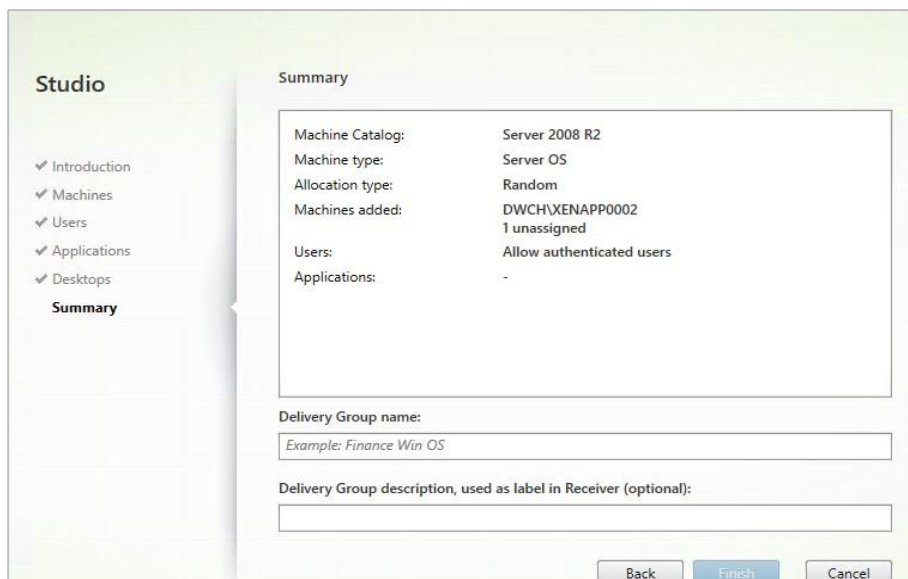 Studio
✔ Introduction
✔ Machines
✔ Users
✔ Applications
✔ Desktops
Summary
Summary
Machine Catalog: Server 2008 R2
Machine type: Server OS
Allocation type: Random
Machines added: DWCH\XENAPP0002
1 unassigned
Users: Allow authenticated users
Applications: -
Delivery Group name:
Example: Finance Win OS
Delivery Group description, used as label in Receiver (optional):
Back Finish Cancel